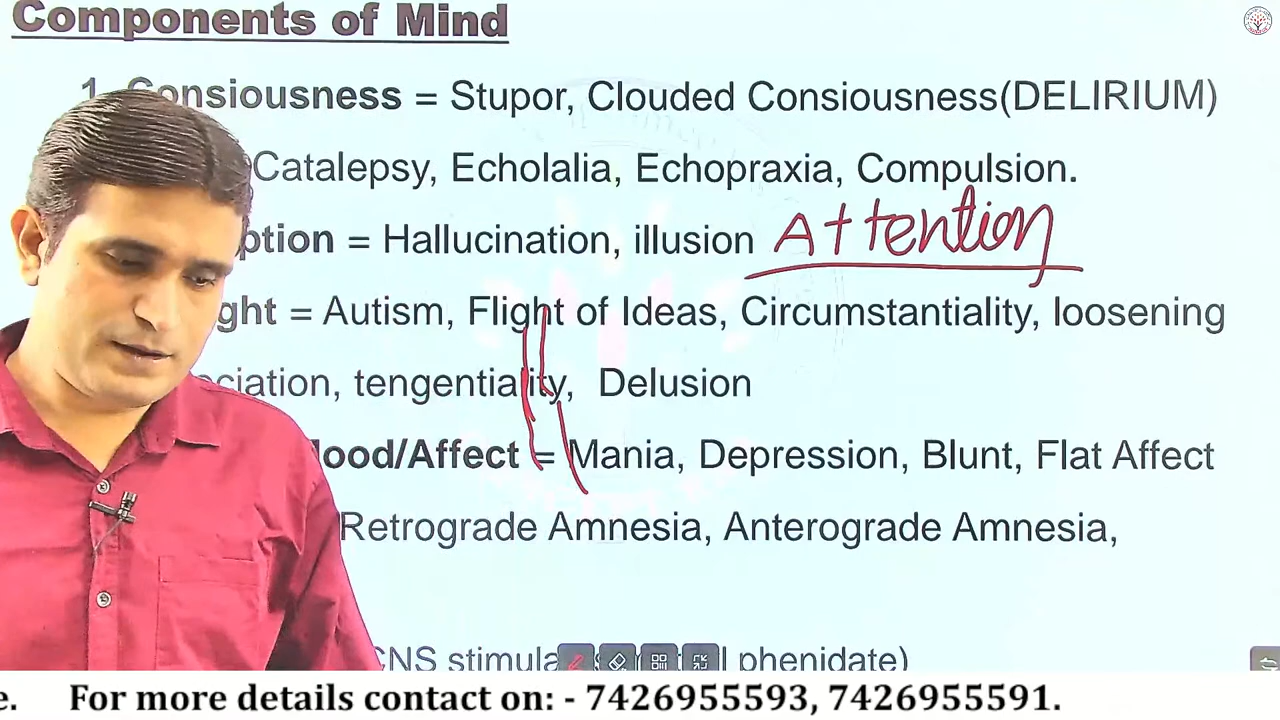 Components of Mind
1. Consiousness = Stupor, Clouded Consiousness(DELIRIUM)
Catalepsy, Echolalia, Echopraxia, Compulsion.
ption = Hallucination, illusion Attention
ght = Autism, Flight of Ideas, Circumstantiality, loosening
ciation, tengentiality, Delusion
ood/Affect = Mania, Depression, Blunt, Flat Affect
Retrograde Amnesia, Anterograde Amnesia,
CNS stimula phenidate)
e. For more details contact on: - 7426955593, 7426955591.